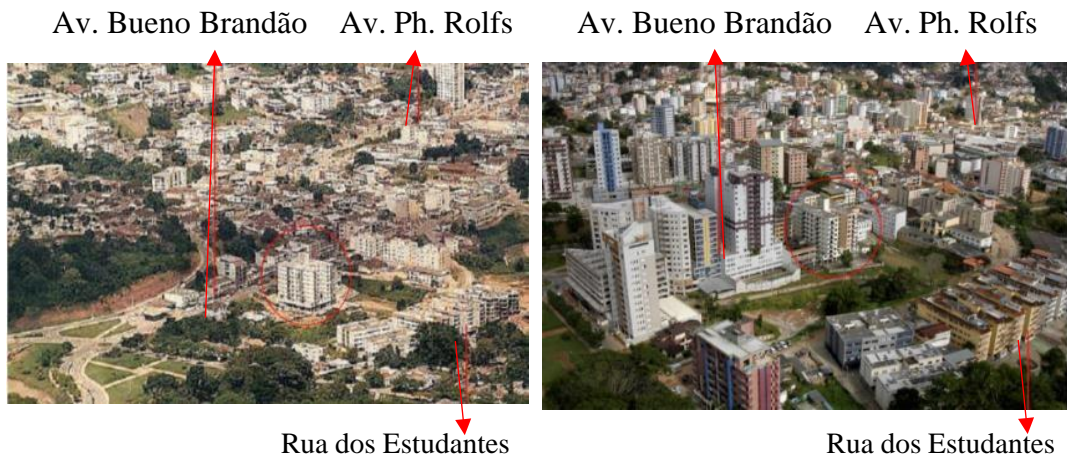 Av. Bueno Brandão Av. Ph. Rolfs Av. Bueno Brandão Av. Ph. Rolfs
Rua dos Estudantes Rua dos Estudantes